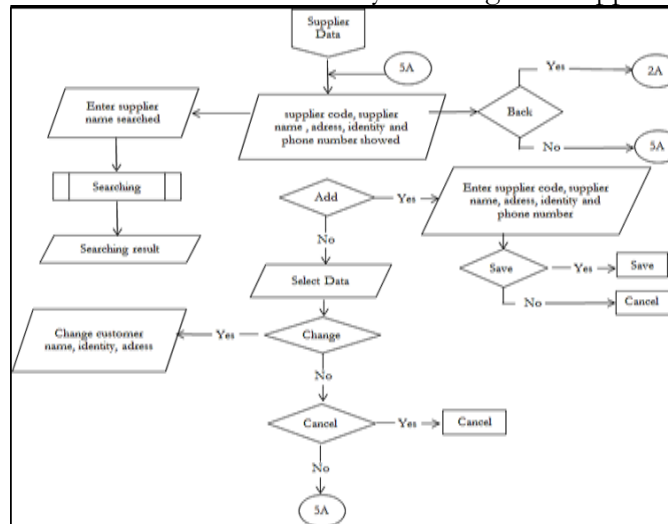 Supplier
Data
5A
Yes
2A
Enter supplier
name searched
supplier code, supplier
name , adress, identity and
phone number showed
Back
No
5A
Searching
Add
Yes
Enter supplier code, supplier
name, adress, identity and
phone number
No
Searching result
Select Data
Save
Yes
Save
No
Cancel
Change customer
name, identity, adress
Yes
Change
No
Cancel
Yes
Cancel
No
5A